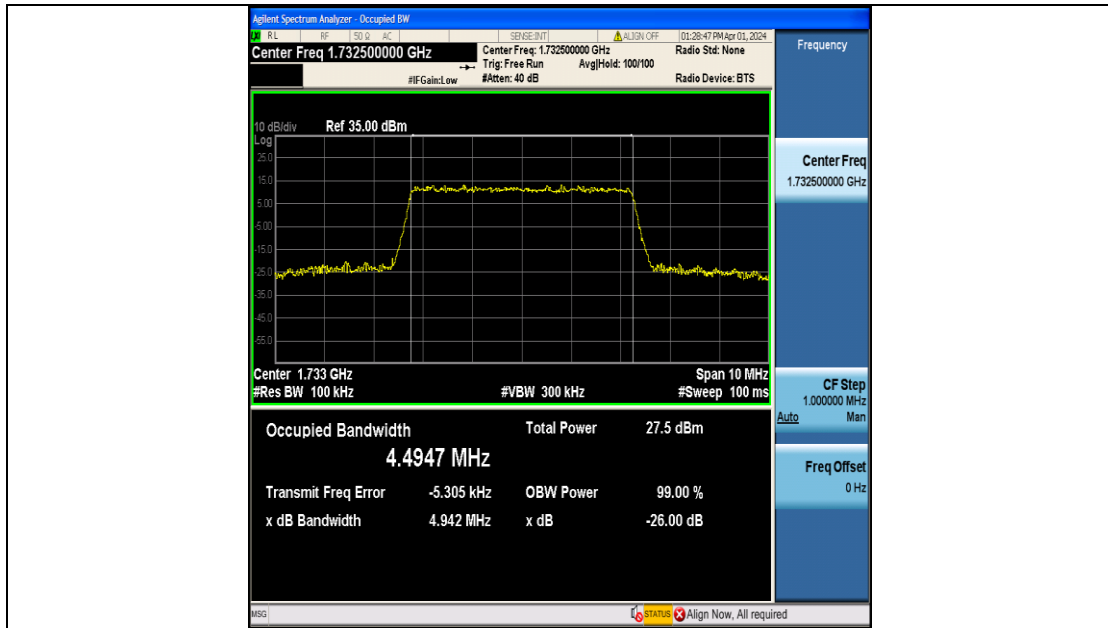 Agilent Spectrum Analyzer - Occupied BW
RL RF 50 Ω AC SENSE:INT ALIGN OFF 01:28:47 PM Apr 01, 2024
Center Freq 1.732500000 GHz
Center Freq: 1.732500000 GHz
Radio Std: None
Trig: Free Run Avg|Hold: 100/100
#IFGain:Low
#Atten: 40 dB
Radio Device: BTS
Frequency
10 dB/div Ref 35.00 dBm
Log
25.0
15.0
5.00
-5.00
-15.0
-25.0
-35.0
-45.0
-55.0
Center 1.733 GHz
Span 10 MHz
#Res BW 100 kHz
#VBW 300 kHz
#Sweep 100 ms
Center Freq
1.732500000 GHz
CF Step
1.000000 MHz
Auto Man
Freq Offset
0 Hz
Occupied Bandwidth
4.4947 MHz
Total Power 27.5 dBm
Transmit Freq Error -5.305 kHz
OBW Power 99.00 %
x dB Bandwidth 4.942 MHz
x dB -26.00 dB
MSG
STATUS
Align Now, All required